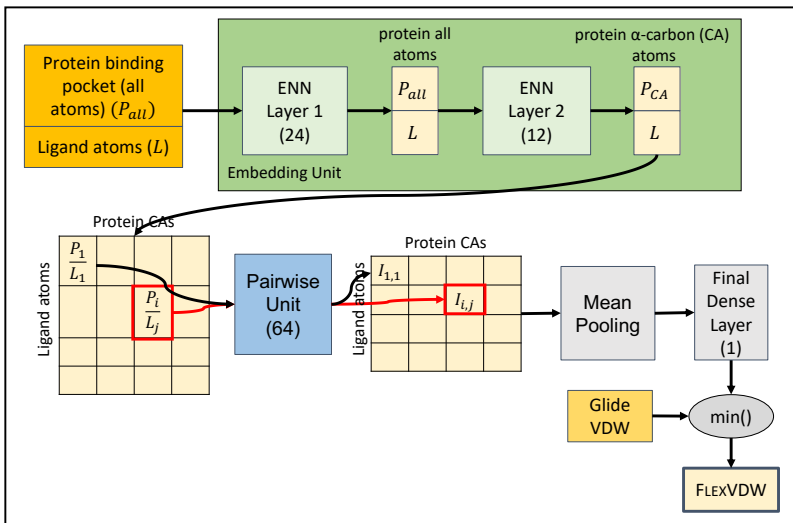 Protein binding
pocket (all
atoms) (P_all)
Ligand atoms (L)
ENN
Layer 1
(24)
protein all
atoms
P_all
L
ENN
Layer 2
(12)
protein α-carbon (CA)
atoms
P_CA
L
Embedding Unit
Protein CAs
Ligand atoms
P_1
L_1
P_i
L_j
Pairwise
Unit
(64)
Protein CAs
Ligand atoms
I_1,1
I_i,j
Mean
Pooling
Final
Dense
Layer
(1)
Glide
VDW
min()
FLEXVDW